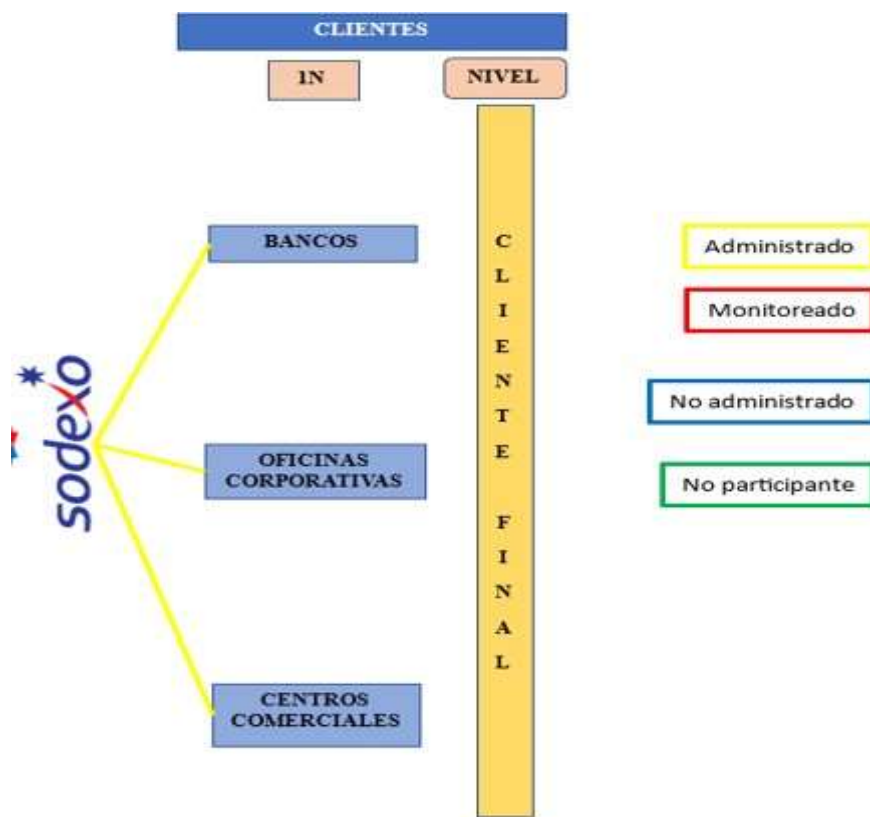 CLIENTES
1N
NIVEL
BANCOS
OFICINAS
CORPORATIVAS
CENTROS
COMERCIALES
sodexo
C
L
I
E
N
T
E
F
I
N
A
L
Administrado
Monitoreado
No administrado
No participante